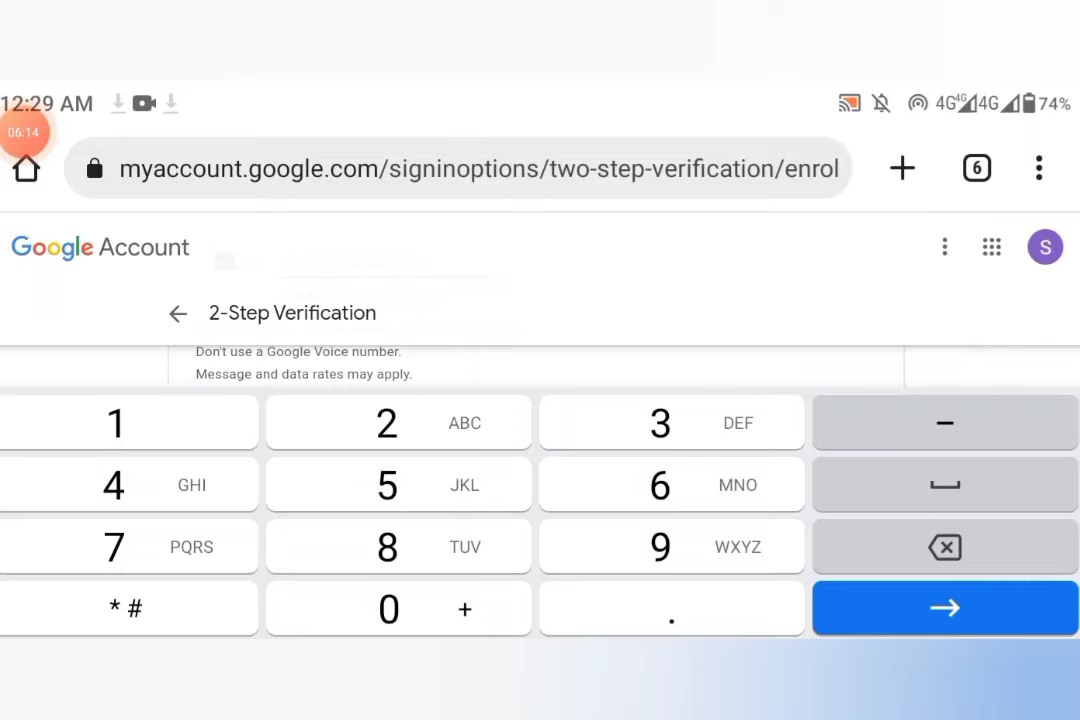 12:29 AM
4G 4G 4G 74%
06:14
myaccount.google.com/signinoptions/two-step-verification/enrol
6
Google Account
S
2-Step Verification
Don't use a Google Voice number.
Message and data rates may apply.
1 2 ABC 3 DEF –
4 GHI 5 JKL 6 MNO
7 PQRS 8 TUV 9 WXYZ
* # 0 + .